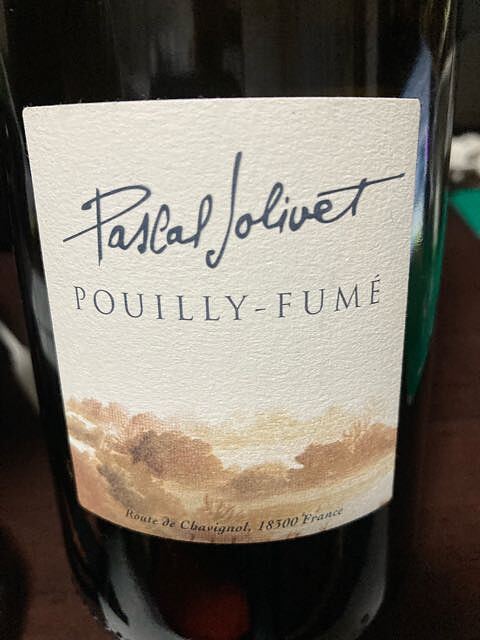 Pascal Jolivet
POUILLY-FUMÉ
Route de Chavignol, 18300 France